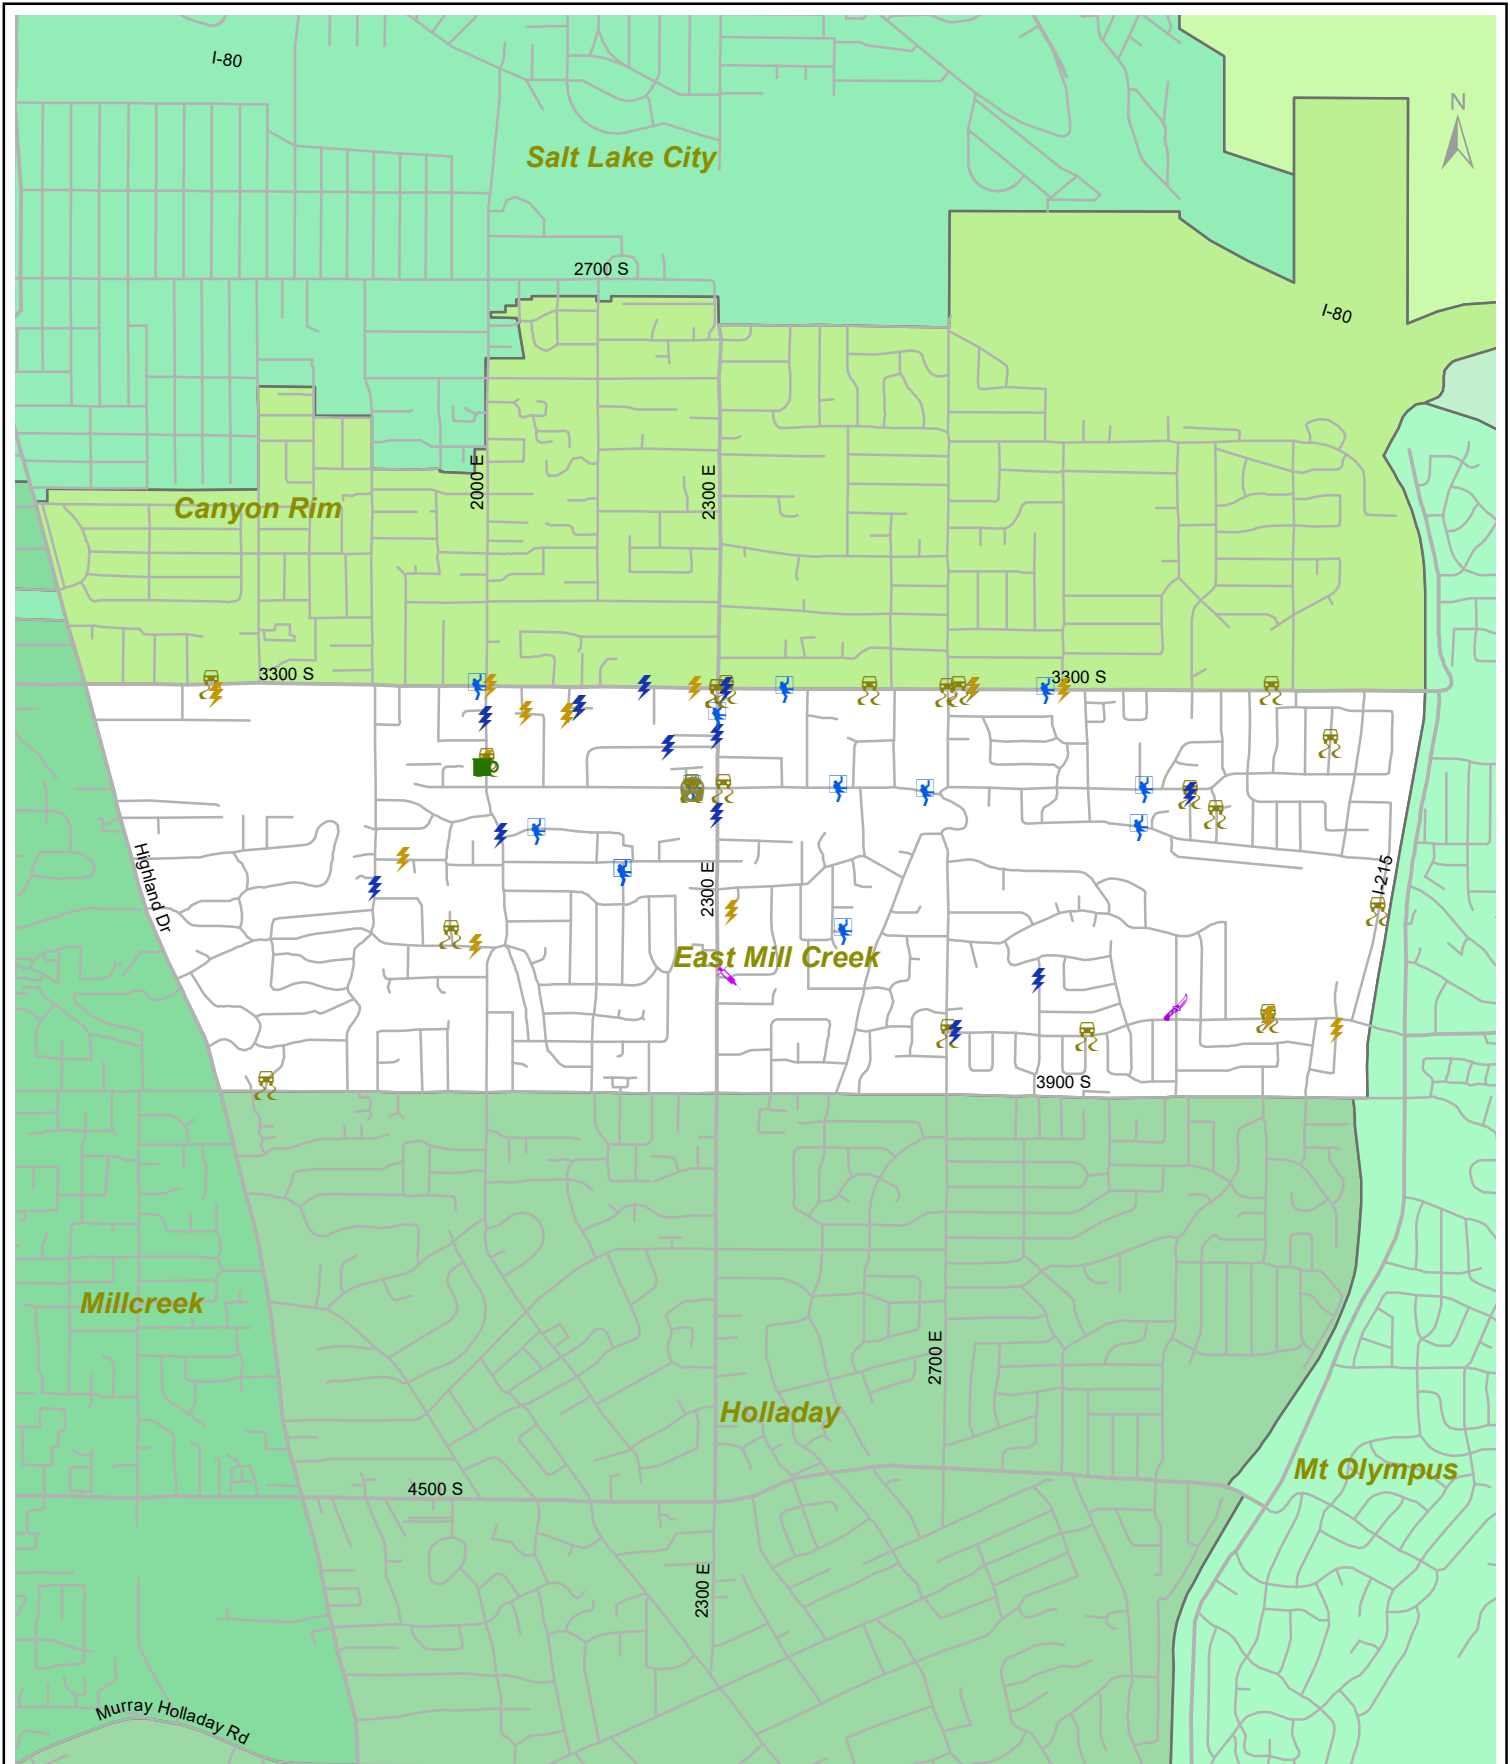 I-80
N
Salt Lake City
2700 S
I-80
2000 E
2300 E
Canyon Rim
3300 S
3300 S
Highland Dr
2300 E
I-215
East Mill Creek
3900 S
Millcreek
2700 E
Holladay
Mt Olympus
4500 S
2300 E
Murray Holladay Rd